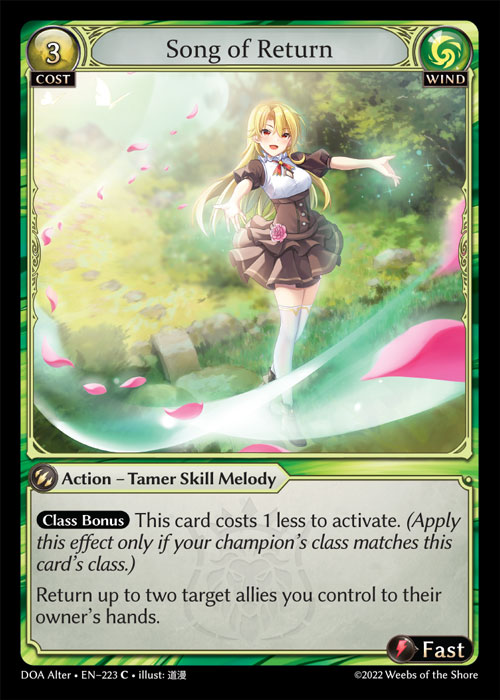 3
Song of Return
COST
WIND
Action – Tamer Skill Melody
Class Bonus This card costs 1 less to activate. (Apply
this effect only if your champion's class matches this
card's class.)
Return up to two target allies you control to their
owner's hands.
Fast
DOA Alter • EN-223 C • illust: 道漫
©2022 Weebs of the Shore